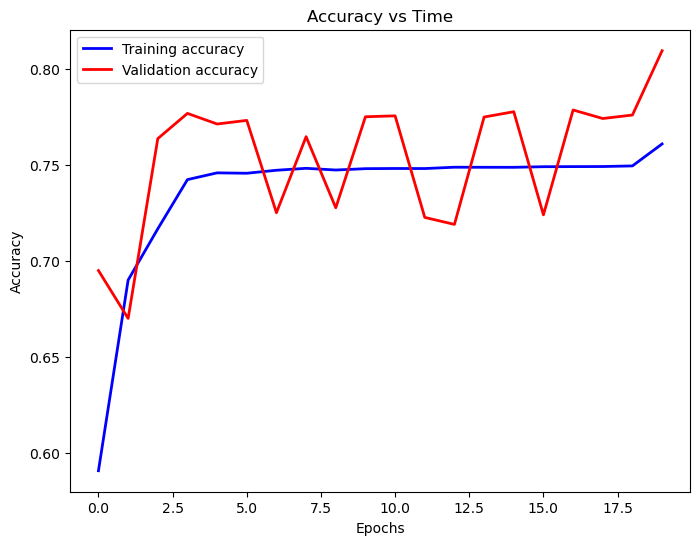 Accuracy vs Time
Training accuracy
Validation accuracy
0.80
0.75
0.70
0.65
0.60
Accuracy
0.0 2.5 5.0 7.5 10.0 12.5 15.0 17.5
Epochs